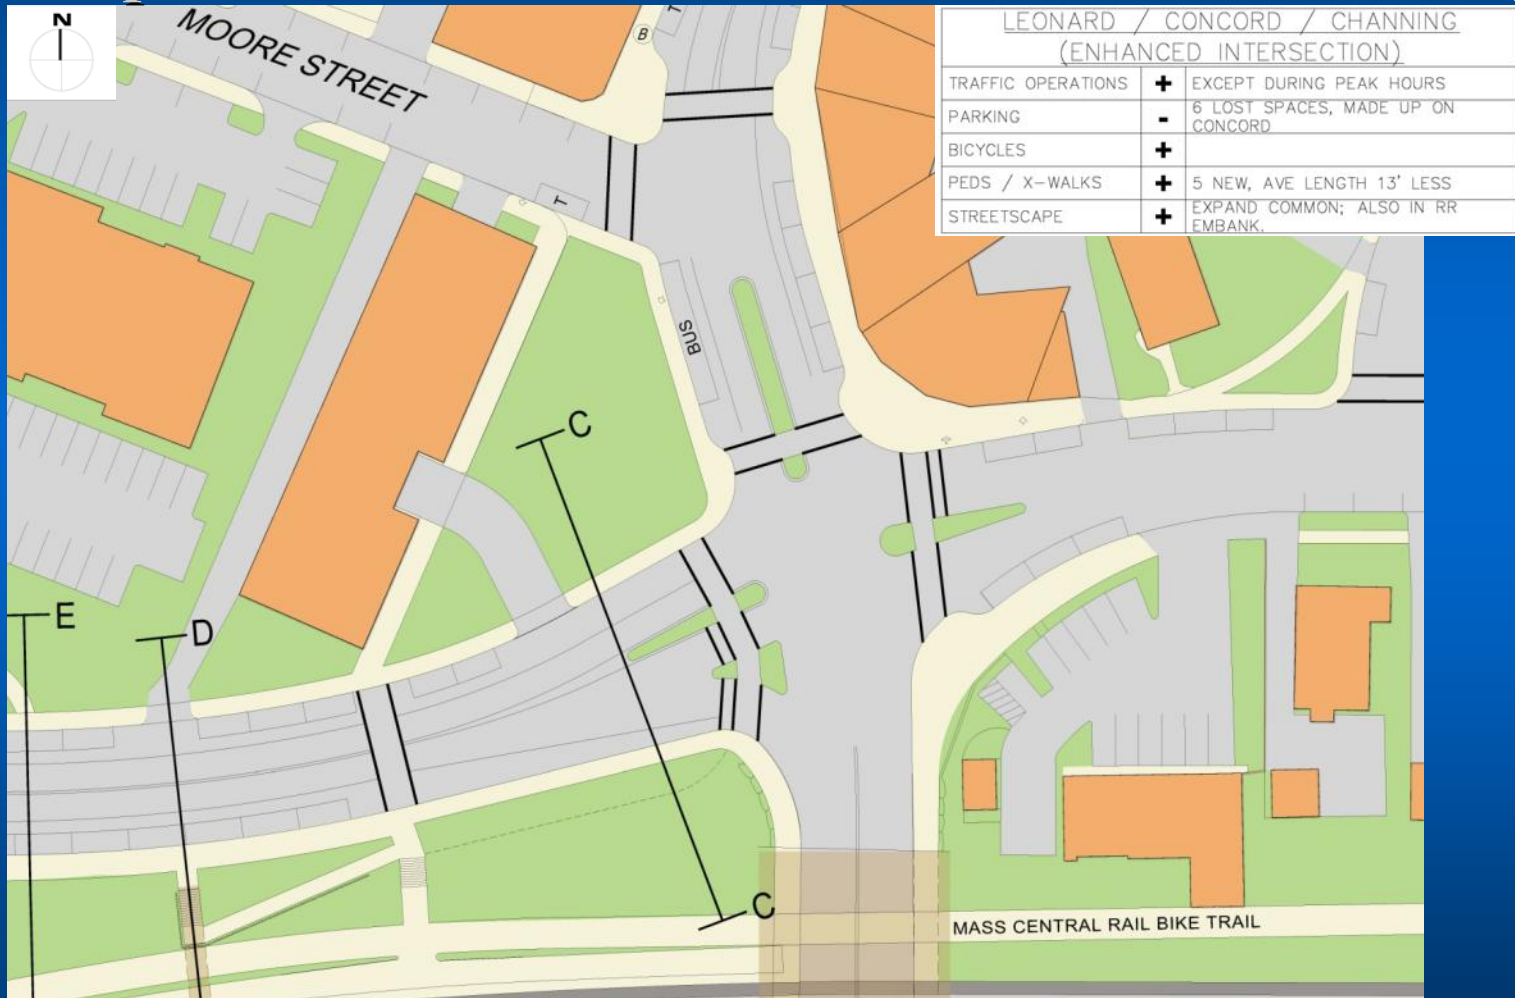 N
MOORE STREET
B
T
LEONARD / CONCORD / CHANNING
(ENHANCED INTERSECTION)
TRAFFIC OPERATIONS + EXCEPT DURING PEAK HOURS
PARKING - 6 LOST SPACES, MADE UP ON
CONCORD
BICYCLES +
PEDS / X-WALKS + 5 NEW, AVE LENGTH 13' LESS
STREETSCAPE + EXPAND COMMON; ALSO IN RR
EMBANK.
T
BUS
C
E
D
C
MASS CENTRAL RAIL BIKE TRAIL